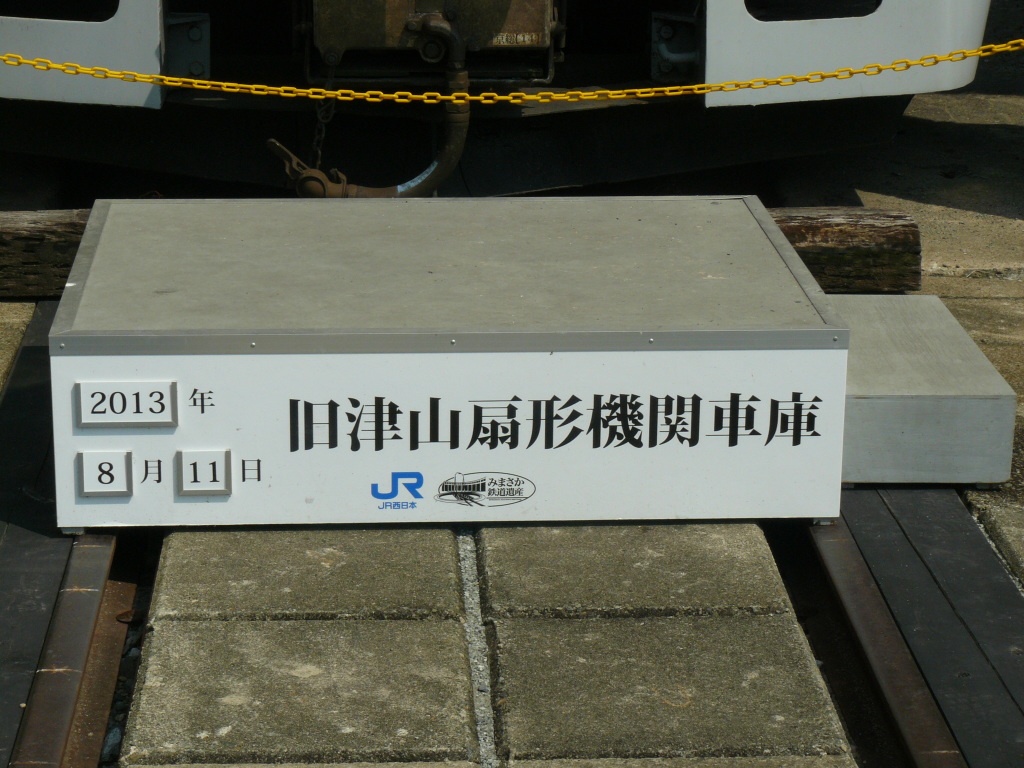 2013 年
8 月 11 日
旧津山扇形機関車庫
JR
JR西日本
みまさか
鉄道遺産